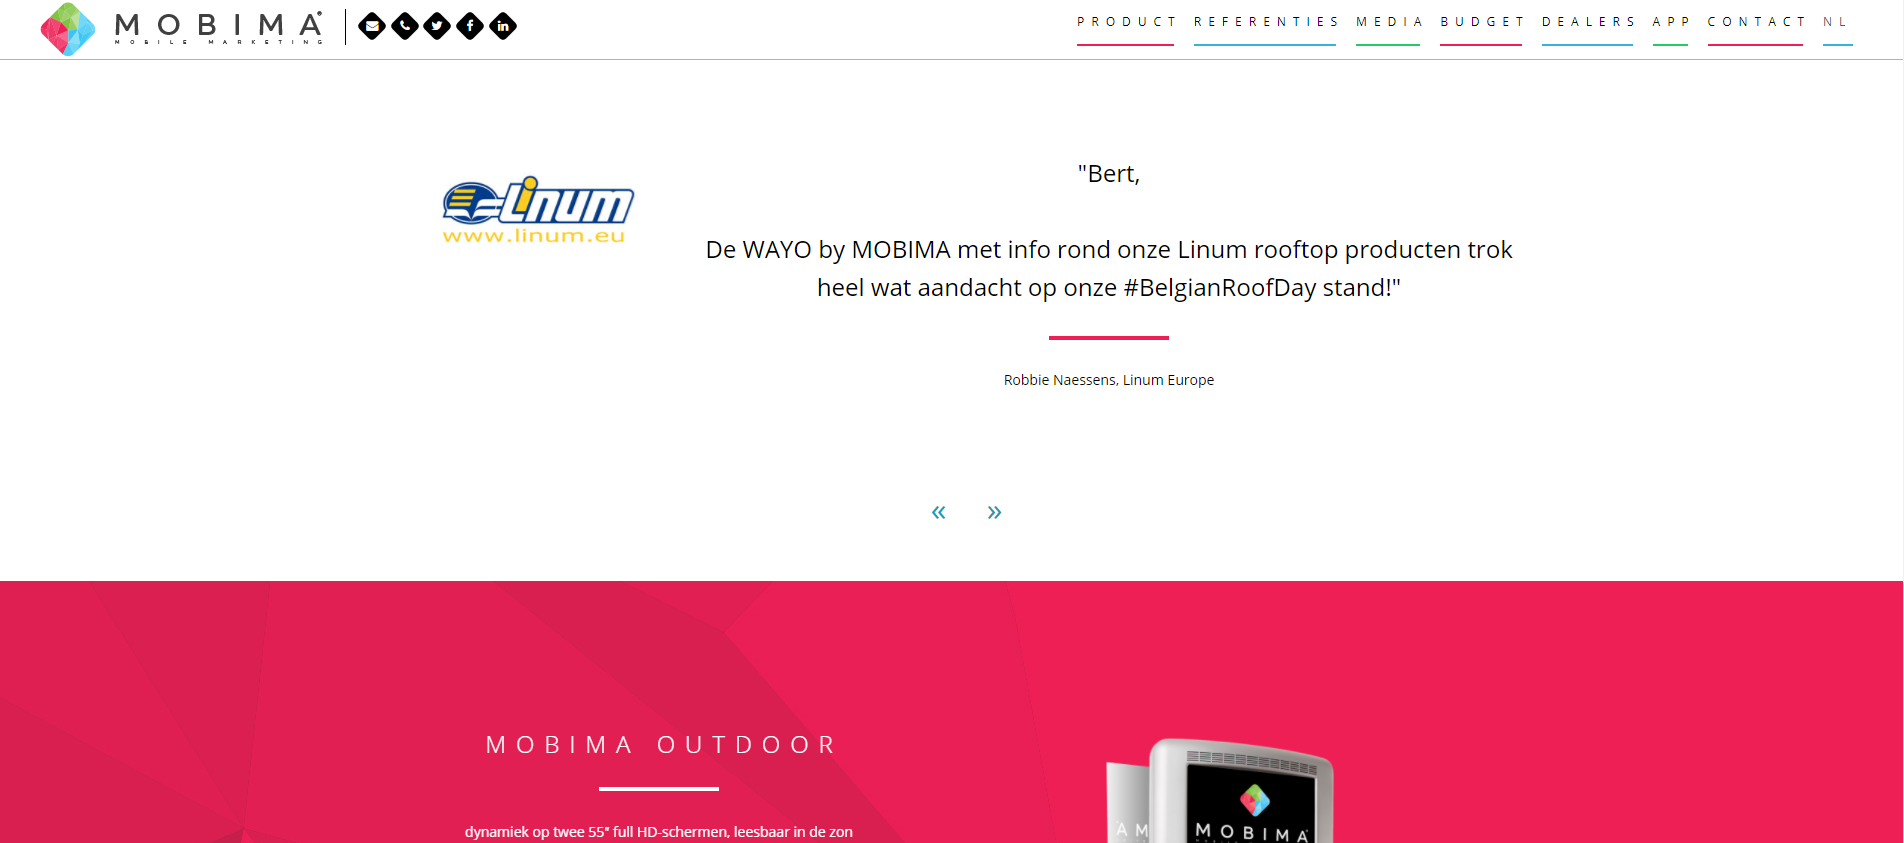 MOBIMA
MOBILE MARKETING
PRODUCT REFERENTIES MEDIA BUDGET DEALERS APP CONTACT NL
Linum
www.linum.eu
"Bert,
De WAYO by MOBIMA met info rond onze Linum rooftop producten trok
heel wat aandacht op onze #BelgianRoofDay stand!"
Robbie Naessens, Linum Europe
« »
MOBIMA OUTDOOR
dynamiek op twee 55” full HD-schermen, leesbaar in de zon
AM
MOBIMA